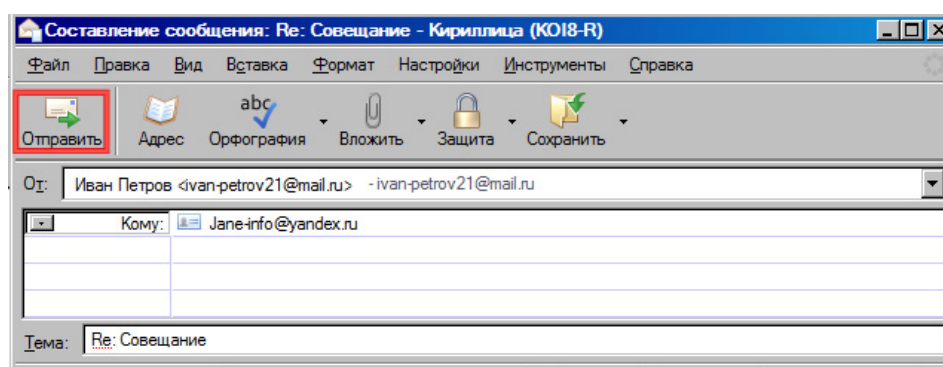 Составление сообщения: Re: Совещание - Кириллица (KOI8-R)
Файл Правка Вид Вставка Формат Настройки Инструменты Справка
Отправить Адрес abc Орфография Вложить Защита Сохранить
От: Иван Петров <ivan-petrov21@mail.ru> - ivan-petrov21@mail.ru
Кому: Jane-info@yandex.ru
Тема: Re: Совещание